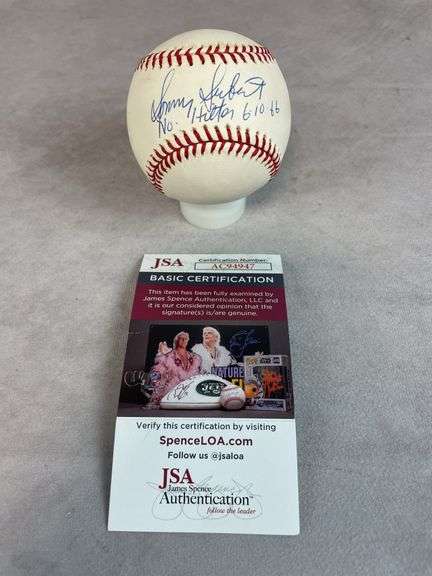 Sonny Siebert
No. Hitter 6 10 66
JSA
Certification Number:
AC94947
BASIC CERTIFICATION
This item has been fully examined by
James Spence Authentication, LLC and
it is our considered opinion that the
signature(s) is/are genuine.
Verify this certification by visiting
SpenceLOA.com
Follow us @jsaloa
JSA
James Spence
Authentication™
follow the leader